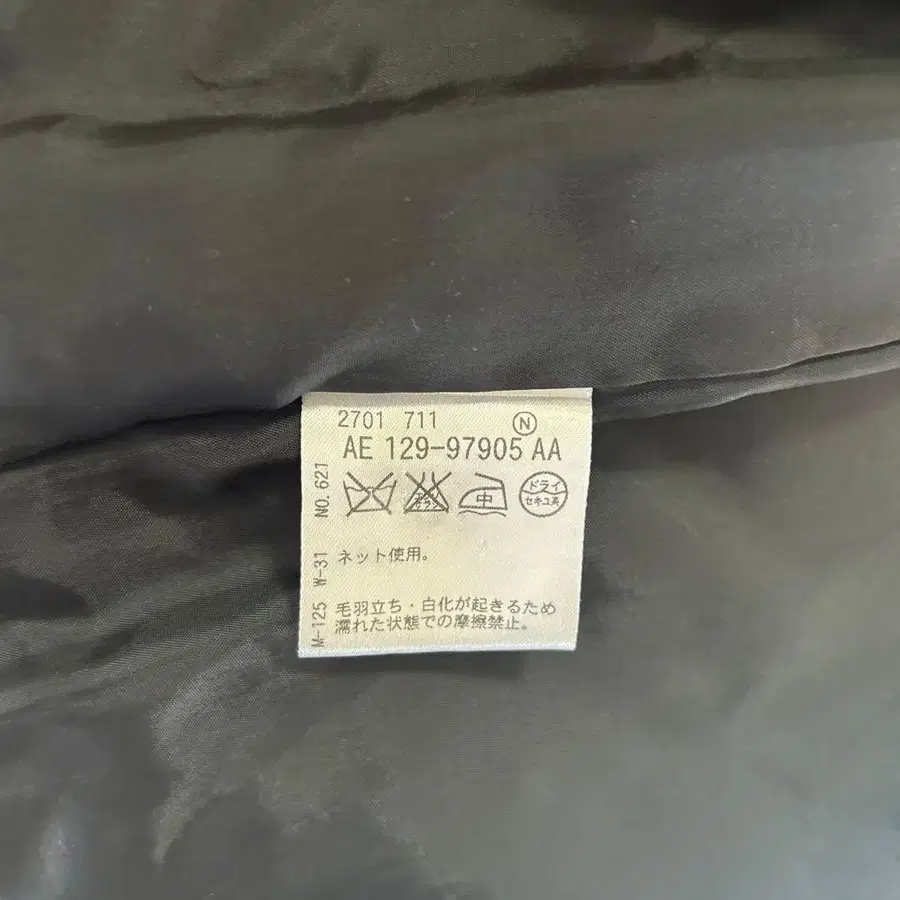 2701 711 Ⓝ
AE 129-97905 AA
中
ドライ
セキユ系
ネット使用。
毛羽立ち・白化が起きるため
濡れた状態での摩擦禁止。
M-125 W-31 NO.621